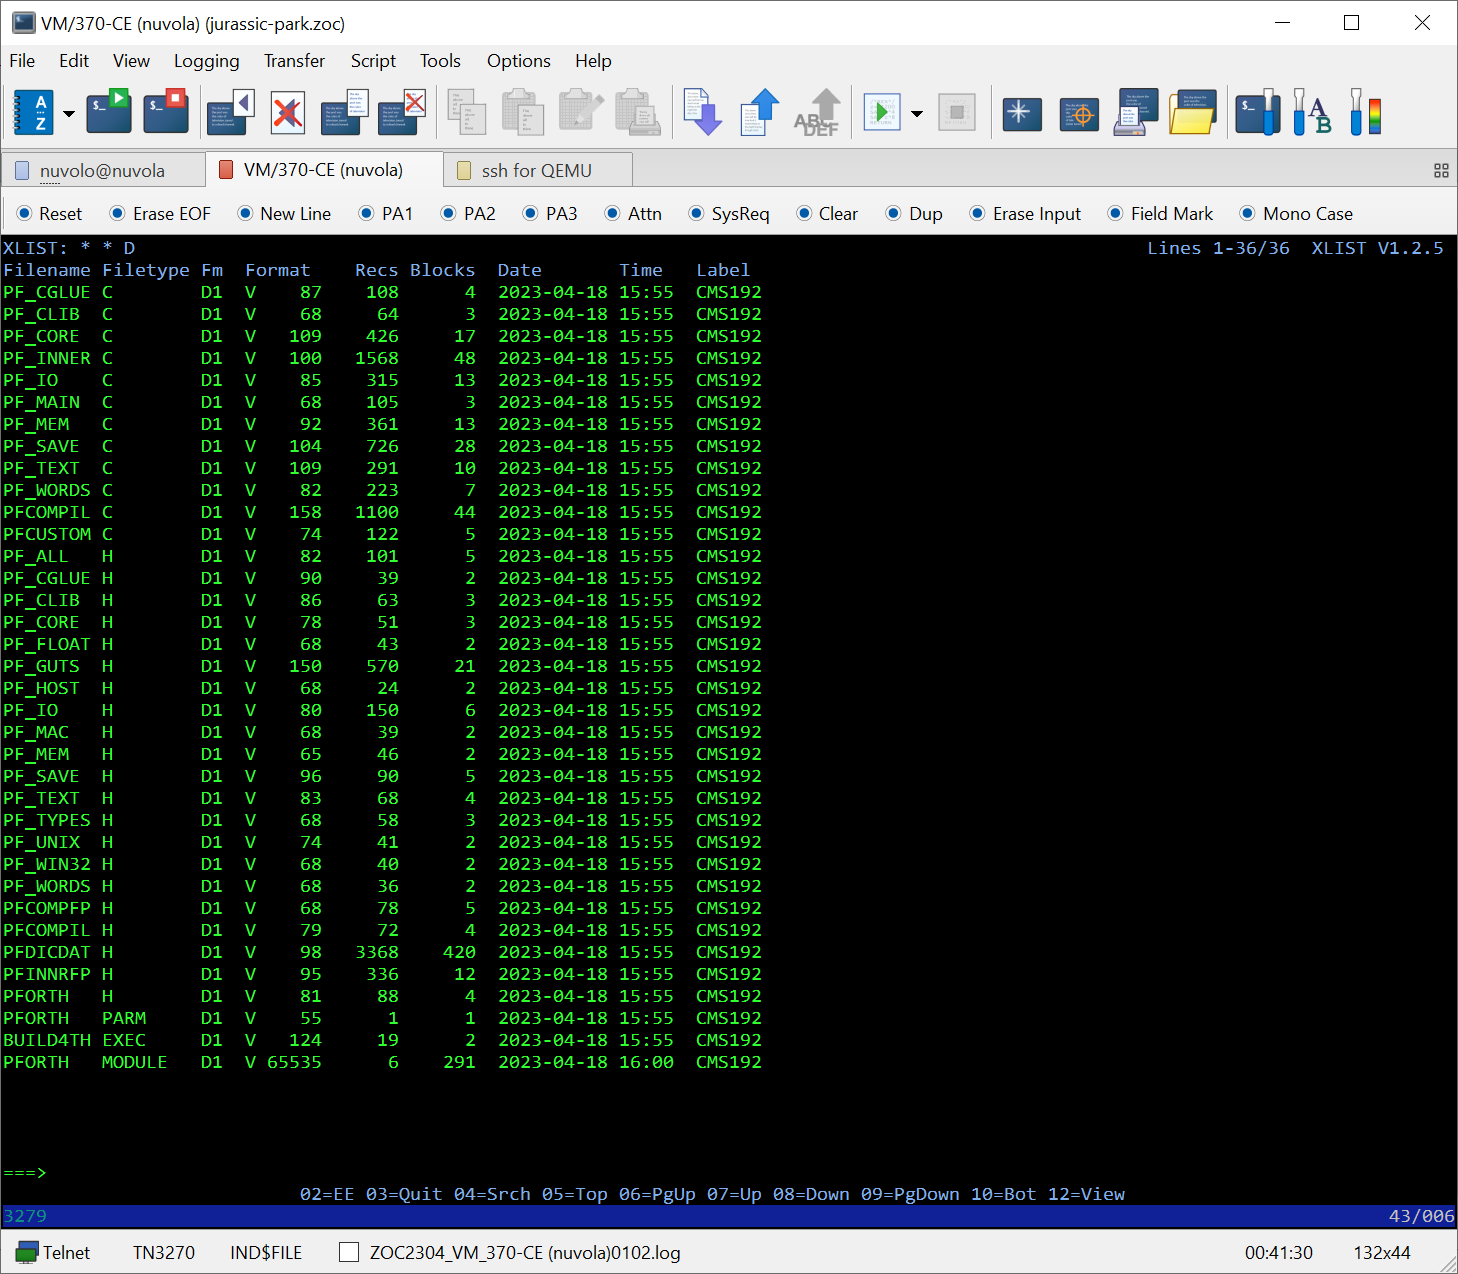 VM/370-CE (nuvola) (jurassic-park.zoc)
File Edit View Logging Transfer Script Tools Options Help
nuvolo@nuvola VM/370-CE (nuvola) ssh for QEMU
Reset Erase EOF New Line PA1 PA2 PA3 Attn SysReq Clear Dup Erase Input Field Mark Mono Case
XLIST: * * D Lines 1-36/36 XLIST V1.2.5
Filename Filetype Fm Format Recs Blocks Date Time Label
PF_CGLUE C D1 V 87 108 4 2023-04-18 15:55 CMS192
PF_CLIB C D1 V 68 64 3 2023-04-18 15:55 CMS192
PF_CORE C D1 V 109 426 17 2023-04-18 15:55 CMS192
PF_INNER C D1 V 100 1568 48 2023-04-18 15:55 CMS192
PF_IO C D1 V 85 315 13 2023-04-18 15:55 CMS192
PF_MAIN C D1 V 68 105 3 2023-04-18 15:55 CMS192
PF_MEM C D1 V 92 361 13 2023-04-18 15:55 CMS192
PF_SAVE C D1 V 104 726 28 2023-04-18 15:55 CMS192
PF_TEXT C D1 V 109 291 10 2023-04-18 15:55 CMS192
PF_WORDS C D1 V 82 223 7 2023-04-18 15:55 CMS192
PFCOMPIL C D1 V 158 1100 44 2023-04-18 15:55 CMS192
PFCUSTOM C D1 V 74 122 5 2023-04-18 15:55 CMS192
PF_ALL H D1 V 82 101 5 2023-04-18 15:55 CMS192
PF_CGLUE H D1 V 90 39 2 2023-04-18 15:55 CMS192
PF_CLIB H D1 V 86 63 3 2023-04-18 15:55 CMS192
PF_CORE H D1 V 78 51 3 2023-04-18 15:55 CMS192
PF_FLOAT H D1 V 68 43 2 2023-04-18 15:55 CMS192
PF_GUTS H D1 V 150 570 21 2023-04-18 15:55 CMS192
PF_HOST H D1 V 68 24 2 2023-04-18 15:55 CMS192
PF_IO H D1 V 80 150 6 2023-04-18 15:55 CMS192
PF_MAC H D1 V 68 39 2 2023-04-18 15:55 CMS192
PF_MEM H D1 V 65 46 2 2023-04-18 15:55 CMS192
PF_SAVE H D1 V 96 90 5 2023-04-18 15:55 CMS192
PF_TEXT H D1 V 83 68 4 2023-04-18 15:55 CMS192
PF_TYPES H D1 V 68 58 3 2023-04-18 15:55 CMS192
PF_UNIX H D1 V 74 41 2 2023-04-18 15:55 CMS192
PF_WIN32 H D1 V 68 40 2 2023-04-18 15:55 CMS192
PF_WORDS H D1 V 68 36 2 2023-04-18 15:55 CMS192
PFCOMPFP H D1 V 68 78 5 2023-04-18 15:55 CMS192
PFCOMPIL H D1 V 79 72 4 2023-04-18 15:55 CMS192
PFDICDAT H D1 V 98 3368 420 2023-04-18 15:55 CMS192
PFINNRFP H D1 V 95 336 12 2023-04-18 15:55 CMS192
PFORTH H D1 V 81 88 4 2023-04-18 15:55 CMS192
PFORTH PARM D1 V 55 1 1 2023-04-18 15:55 CMS192
BUILD4TH EXEC D1 V 124 19 2 2023-04-18 15:55 CMS192
PFORTH MODULE D1 V 65535 6 291 2023-04-18 16:00 CMS192
===>
02=EE 03=Quit 04=Srch 05=Top 06=PgUp 07=Up 08=Down 09=PgDown 10=Bot 12=View
3279 43/006
Telnet TN3270 IND$FILE ZOC2304_VM_370-CE (nuvola)0102.log 00:41:30 132x44